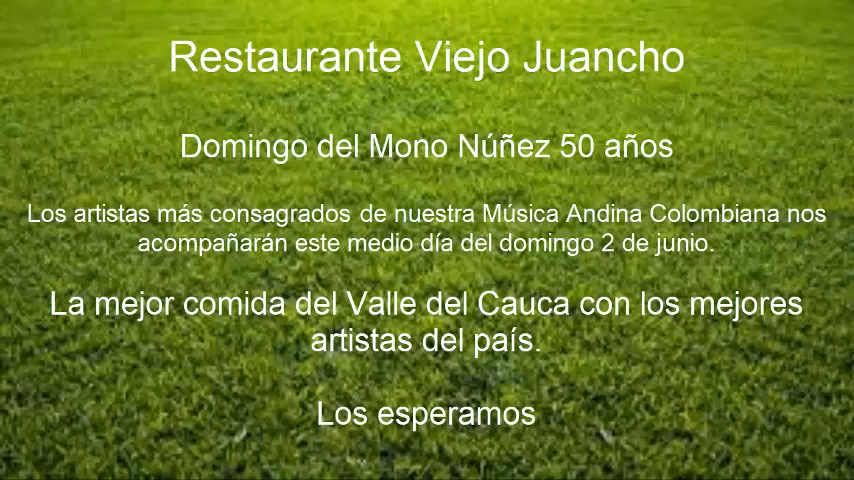 Restaurante Viejo Juancho
Domingo del Mono Núñez 50 años
Los artistas más consagrados de nuestra Música Andina Colombiana nos
acompañarán este medio día del domingo 2 de junio.
La mejor comida del Valle del Cauca con los mejores
artistas del país.
Los esperamos